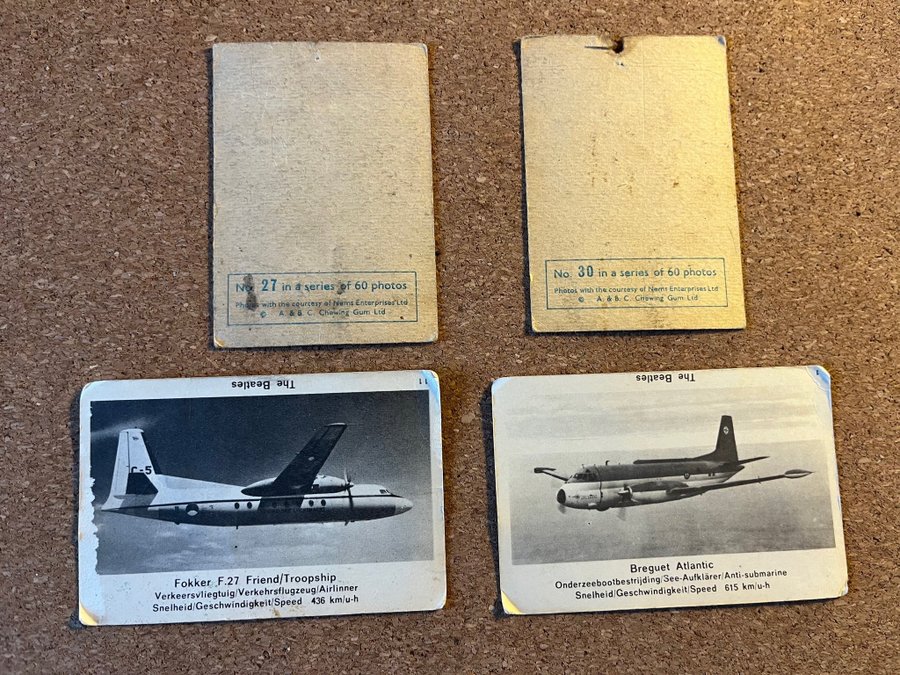 No. 27 in a series of 60 photos
Photos with the courtesy of Nems Enterprises Ltd
© A. & B. C. Chewing Gum Ltd
No. 30 in a series of 60 photos
Photos with the courtesy of Nems Enterprises Ltd
© A. & B. C. Chewing Gum Ltd
The Beatles
11
C-5
Fokker F.27 Friend/Troopship
Verkeersvliegtuig/Verkehrsflugzeug/Airlinner
Snelheid/Geschwindigkeit/Speed 436 km/u-h
The Beatles
1
Breguet Atlantic
Onderzeebootbestrijding/See-Aufklärer/Anti-submarine
Snelheid/Geschwindigkeit/Speed 615 km/u-h